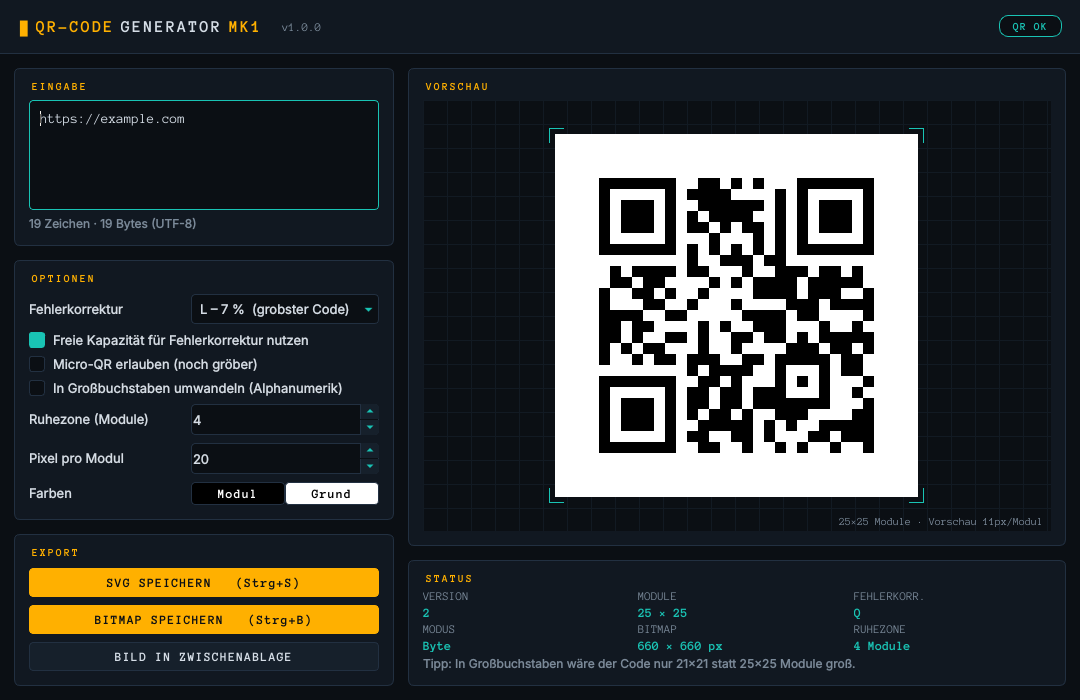 QR-CODE GENERATOR MK1 v1.0.0
QR OK
EINGABE
https://example.com
19 Zeichen · 19 Bytes (UTF-8)
OPTIONEN
Fehlerkorrektur L – 7 % (grobster Code)
Freie Kapazität für Fehlerkorrektur nutzen
Micro-QR erlauben (noch gröber)
In Großbuchstaben umwandeln (Alphanumerik)
Ruhezone (Module) 4
Pixel pro Modul 20
Farben Modul Grund
EXPORT
SVG SPEICHERN (Strg+S)
BITMAP SPEICHERN (Strg+B)
BILD IN ZWISCHENABLAGE
VORSCHAU
25×25 Module · Vorschau 11px/Modul
STATUS
VERSION MODULE FEHLERKORR.
2 25 × 25 Q
MODUS BITMAP RUHEZONE
Byte 660 × 660 px 4 Module
Tipp: In Großbuchstaben wäre der Code nur 21×21 statt 25×25 Module groß.